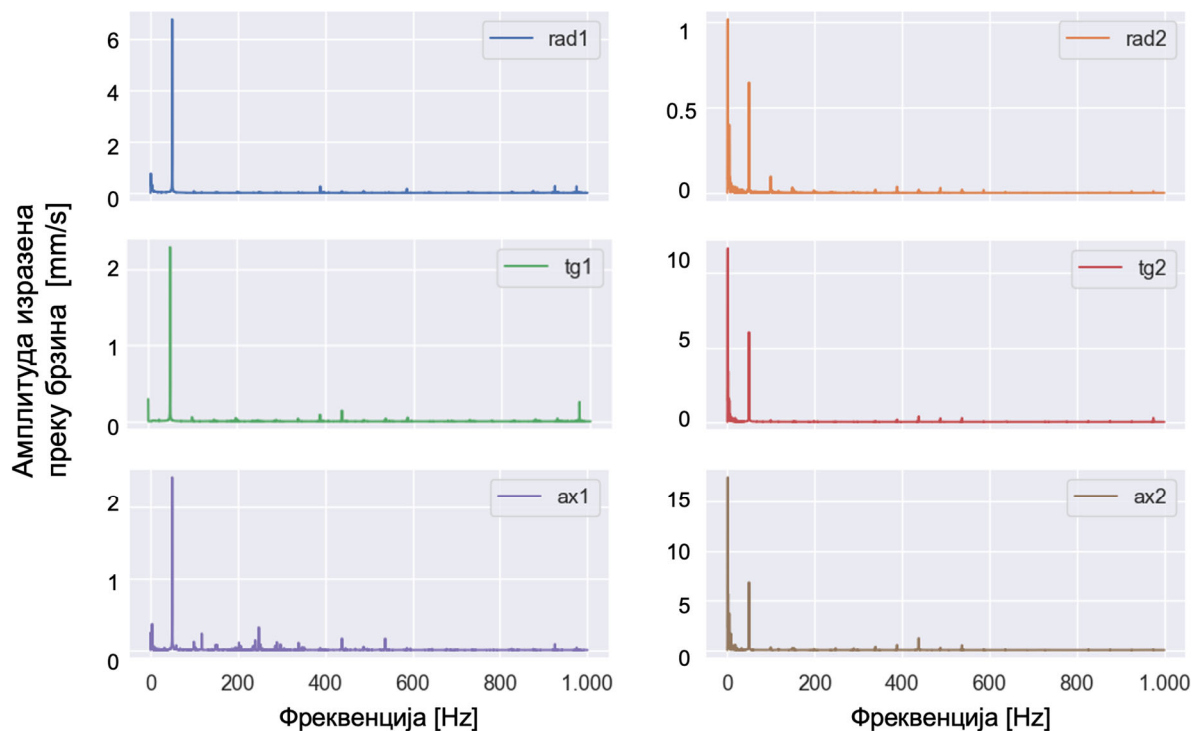 Амплитуда изразена
преку брзина [mm/s]
6
4
2
0
rad1
1
0.5
0
rad2
2
1
0
tg1
10
5
0
tg2
2
1
0
ax1
15
10
5
0
ax2
0 200 400 600 800 1.000
0 200 400 600 800 1.000
Фреквенција [Hz]
Фреквенција [Hz]